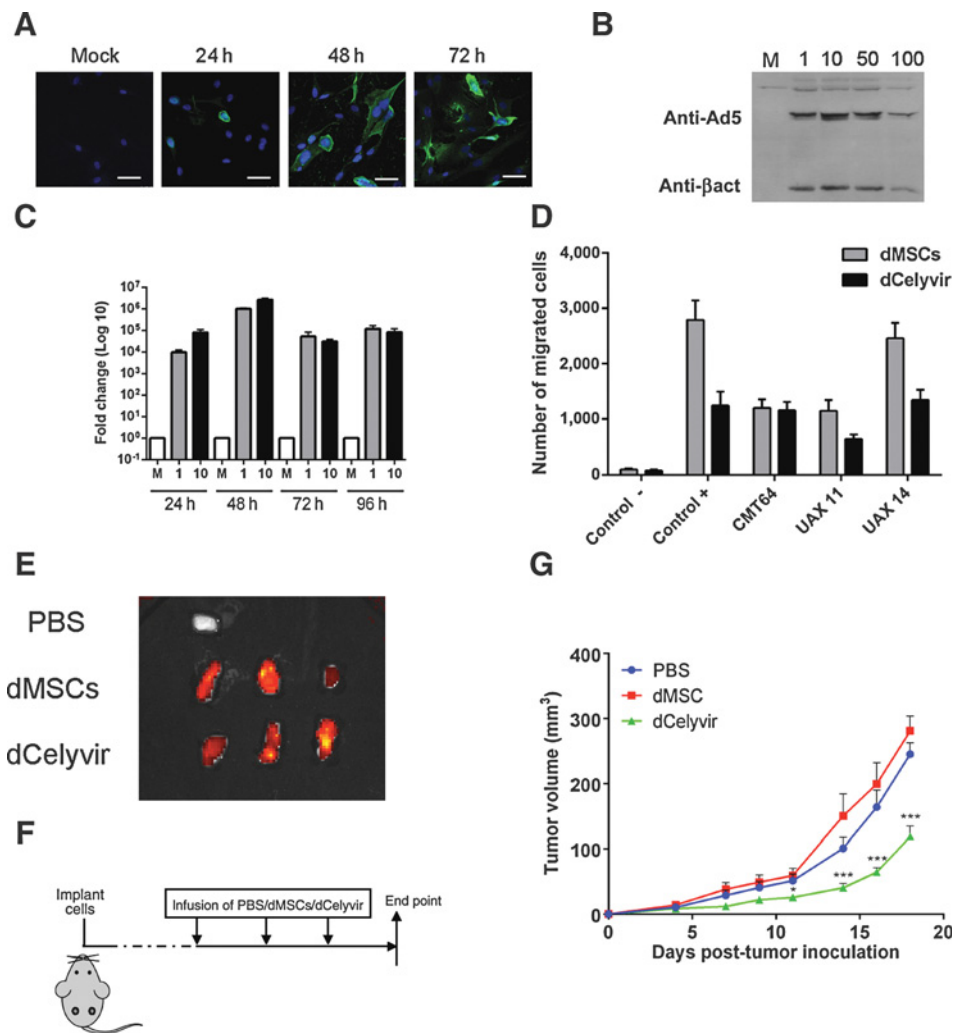 A
Mock 24 h 48 h 72 h
B
M 1 10 50 100
Anti-Ad5
Anti-βact
C
Fold change (Log 10)
10⁷
10⁶
10⁵
10⁴
10³
10²
10¹
10⁰
10⁻¹
M 1 10 M 1 10 M 1 10 M 1 10
24 h 48 h 72 h 96 h
D
Number of migrated cells
4,000
3,000
2,000
1,000
0
dMSCs
dCelyvir
Control -
Control +
CMT64
UAX 11
UAX 14
E
PBS
dMSCs
dCelyvir
F
Implant
cells
Infusion of PBS/dMSCs/dCelyvir
End point
G
Tumor volume (mm³)
400
300
200
100
0
PBS
dMSC
dCelyvir
* *** *** ***
0 5 10 15 20
Days post-tumor inoculation